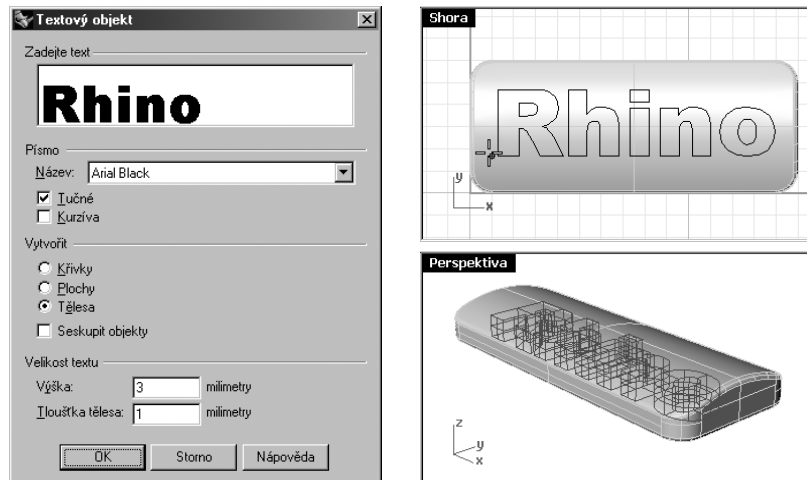 Textový objekt
Zadejte text
Rhino
Písmo
Název: Arial Black
Tučné
Kurzíva
Vytvořit
Křivky
Plochy
Tělesa
Seskupit objekty
Velikost textu
Výška: 3 milimetry
Tloušťka tělesa: 1 milimetry
OK Storno Nápověda
Shora
Rhino
y
x
Perspektiva
z
y
x